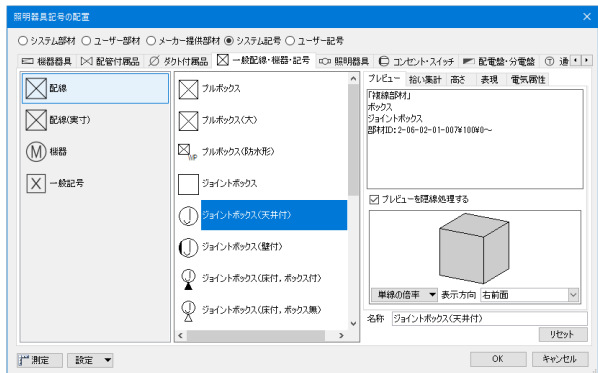 照明器具記号の配置
システム部材 ユーザー部材 メーカー提供部材 システム記号 ユーザー記号
機器器具 配管付属品 ダクト付属品 一般配線・機器・記号 照明器具 コンセント・スイッチ 配電盤・分電盤 通
配線
配線(実寸)
M 機器
X 一般記号
プルボックス
プルボックス(大)
WP プルボックス(防水形)
ジョイントボックス
J ジョイントボックス(天井付)
J ジョイントボックス(壁付)
J ジョイントボックス(床付, ボックス付)
J ジョイントボックス(床付, ボックス無)
プレビュー 拾い集計 高さ 表現 電気属性
「複線部材」
ボックス
ジョイントボックス
部材ID: 2-06-02-01-007¥100¥0~
プレビューを隠線処理する
単線の倍率 表示方向 右前面
名称 ジョイントボックス(天井付)
リセット
測定 設定 OK キャンセル